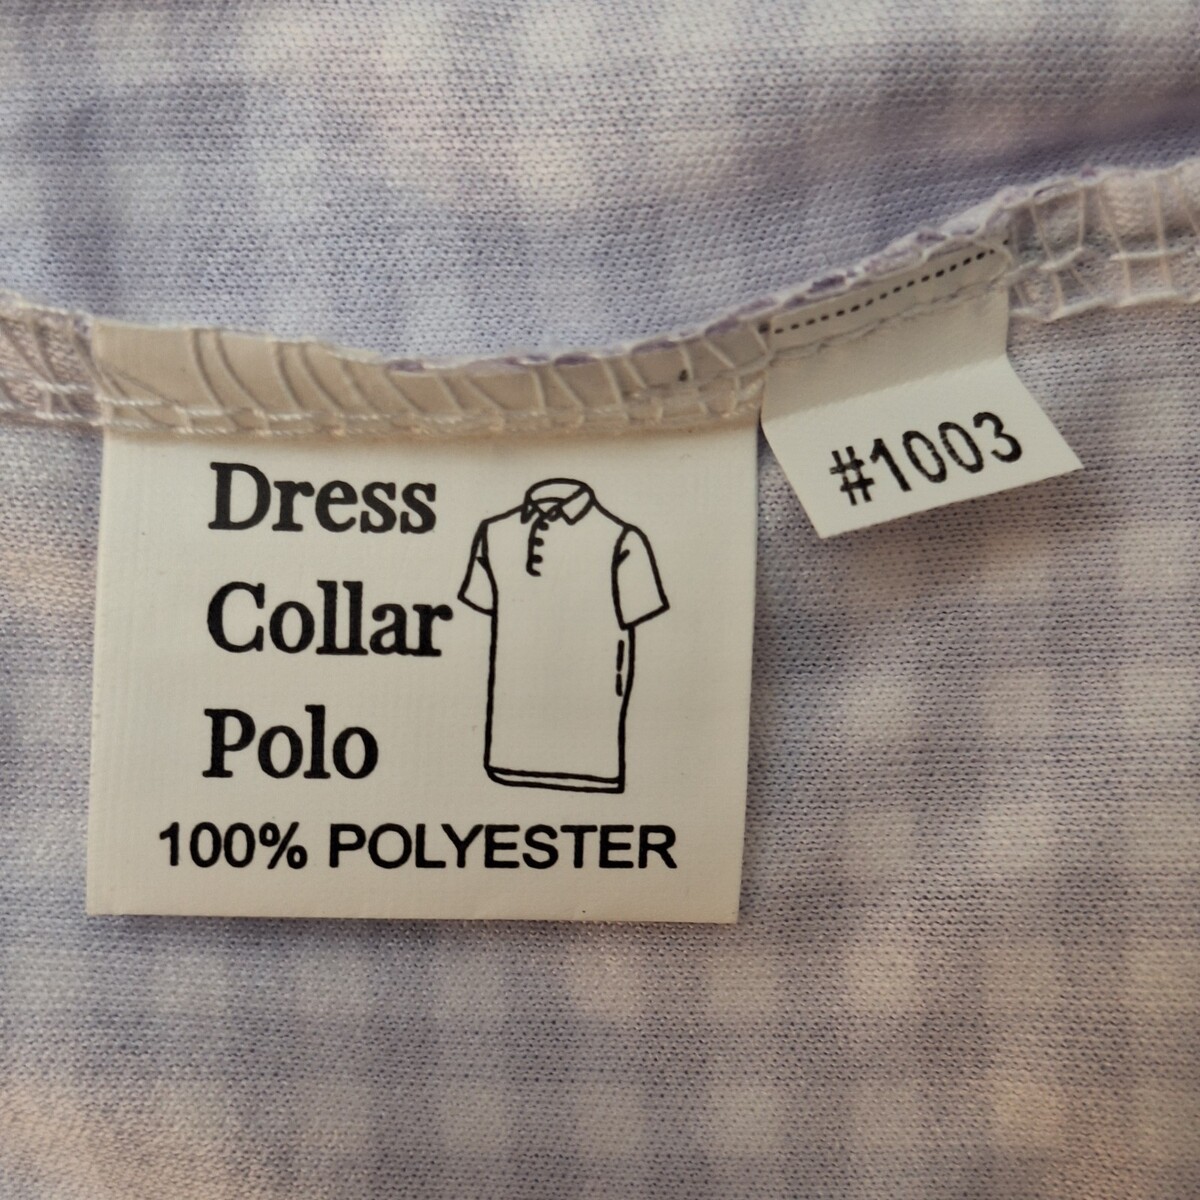 Dress
Collar
Polo
100% POLYESTER
#1003